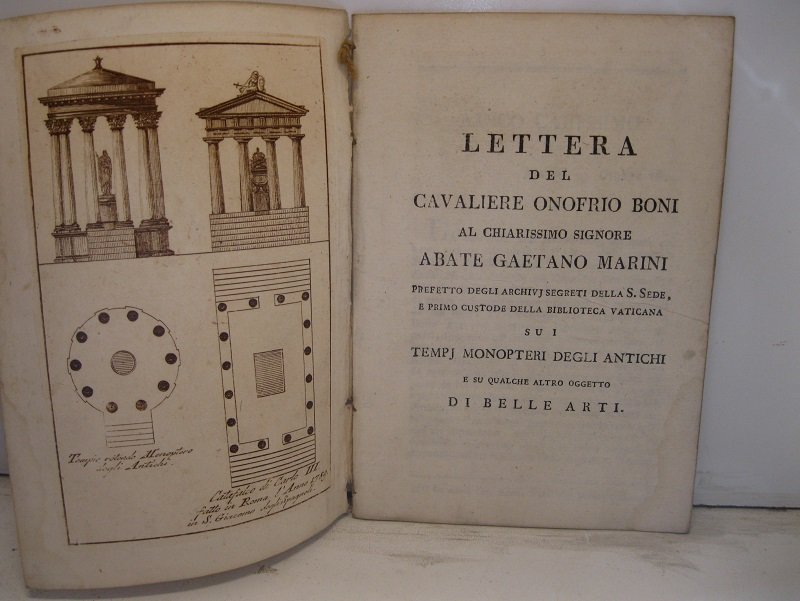 Tempio rotondo Monoptero
degli Antichi.
Catafalco di Carlo III
fatto in Roma, l'Anno 1789.
in S. Giacomo degli Spagnoli.
LETTERA
DEL
CAVALIERE ONOFRIO BONI
AL CHIARISSIMO SIGNORE
ABATE GAETANO MARINI
PREFETTO DEGLI ARCHIVJ SEGRETI DELLA S. SEDE,
E PRIMO CUSTODE DELLA BIBLIOTECA VATICANA
SUI
TEMPJ MONOPTERI DEGLI ANTICHI
E SU QUALCHE ALTRO OGGETTO
DI BELLE ARTI.